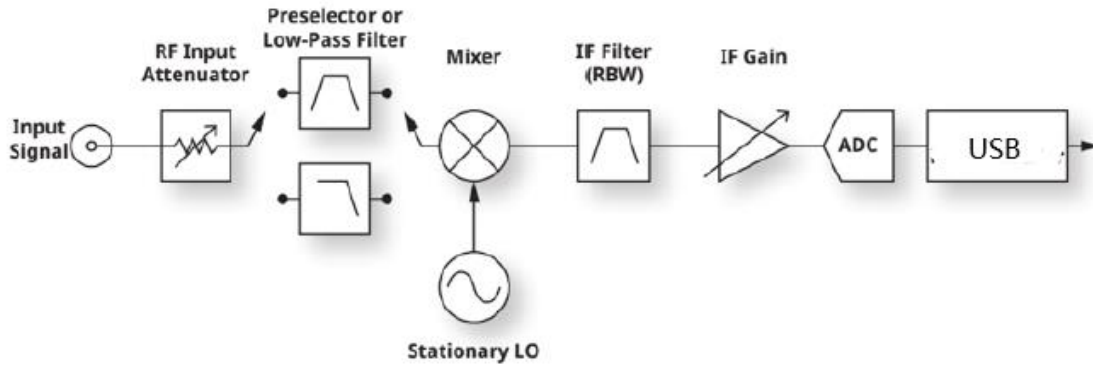 Preselector or
Low-Pass Filter
RF Input
Attenuator
Mixer
IF Filter
(RBW)
IF Gain
Input
Signal
ADC
USB
Stationary LO